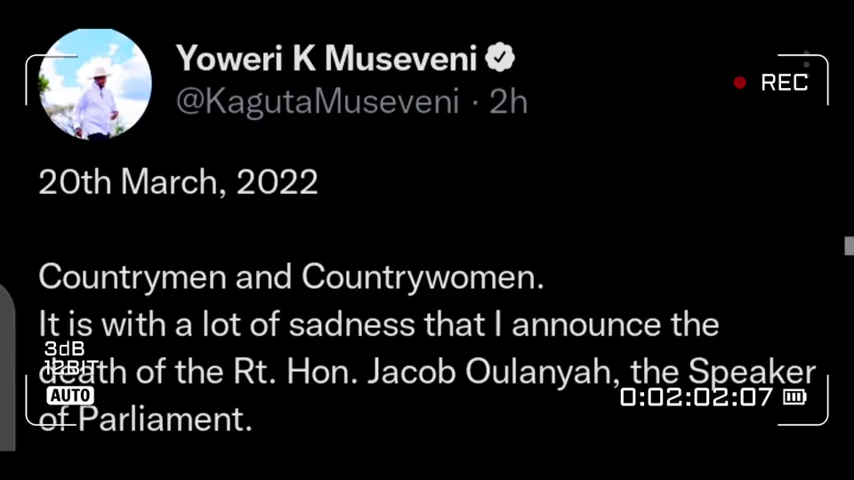 Yoweri K Museveni
@KagutaMuseveni · 2h
REC
20th March, 2022
Countrymen and Countrywomen.
It is with a lot of sadness that I announce the
3dB
12BIT
death of the Rt. Hon. Jacob Oulanyah, the Speaker
AUTO
0:02:02:07
of Parliament.